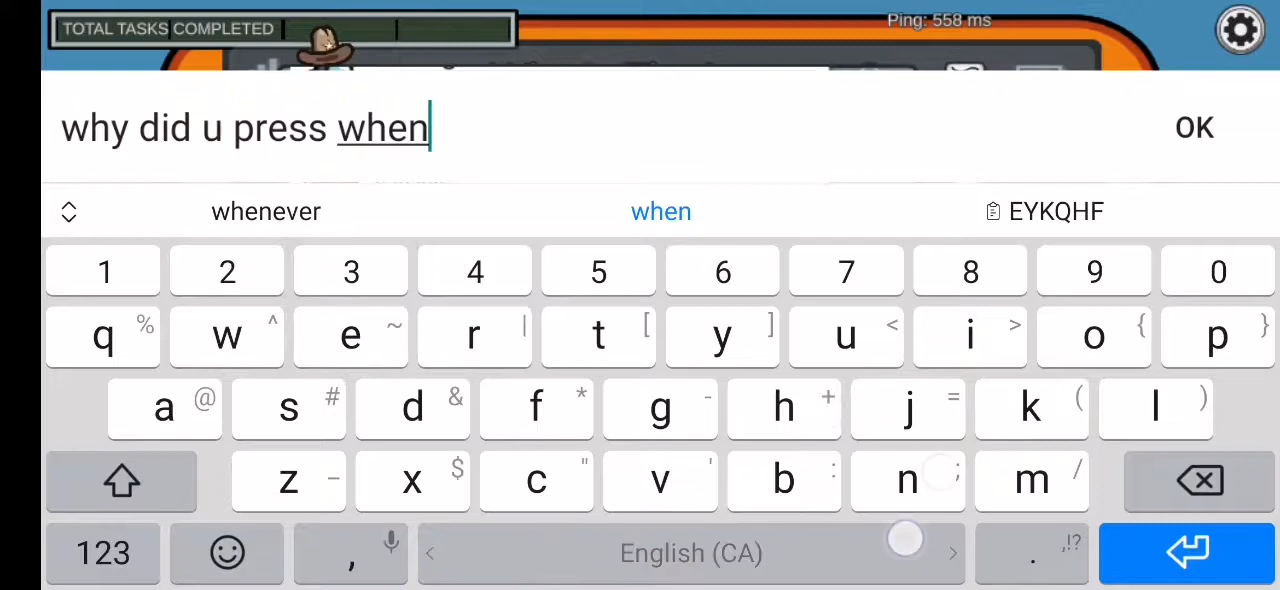 TOTAL TASKS COMPLETED
Ping: 558 ms
why did u press when
OK
whenever when EYKQHF
1 2 3 4 5 6 7 8 9 0
q % w ^ e ~ r | t [ y ] u < i > o { p }
a @ s # d & f * g - h + j = k ( l )
z _ x $ c " v ' b : n ; m /
123 , < English (CA) > . ,!?